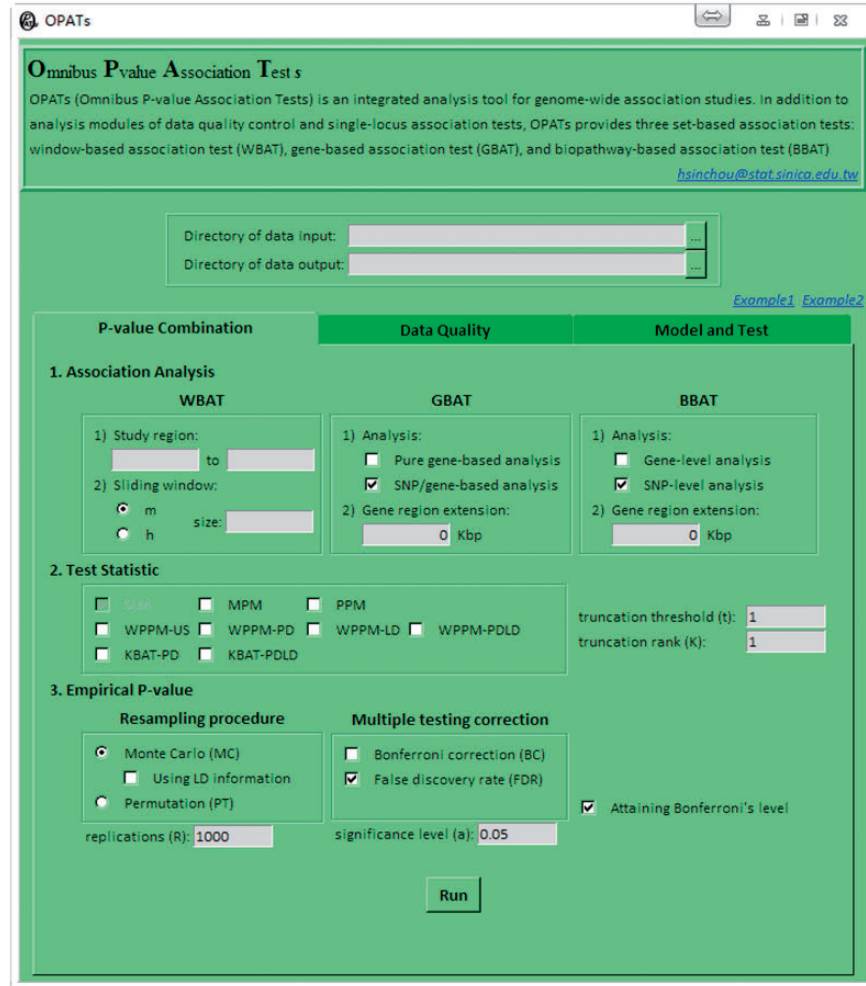 OPATs
Omnibus Pvalue Association Test s
OPATs (Omnibus P-value Association Tests) is an integrated analysis tool for genome-wide association studies. In addition to
analysis modules of data quality control and single-locus association tests, OPATs provides three set-based association tests:
window-based association test (WBAT), gene-based association test (GBAT), and biopathway-based association test (BBAT)
hsinchou@stat.sinica.edu.tw
Directory of data input: ...
Directory of data output: ...
Example1 Example2
P-value Combination Data Quality Model and Test
1. Association Analysis
WBAT GBAT BBAT
1) Study region: 1) Analysis: 1) Analysis:
to Pure gene-based analysis Gene-level analysis
2) Sliding window: SNP/gene-based analysis SNP-level analysis
m size: 2) Gene region extension: 2) Gene region extension:
h 0 Kbp 0 Kbp
2. Test Statistic
MPM PPM
truncation threshold (t): 1
WPPM-US WPPM-PD WPPM-LD WPPM-PDLD
truncation rank (K): 1
KBAT-PD KBAT-PDLD
3. Empirical P-value
Resampling procedure Multiple testing correction
Monte Carlo (MC) Bonferroni correction (BC)
Using LD information False discovery rate (FDR)
Permutation (PT) Attaining Bonferroni's level
replications (R): 1000 significance level (a): 0.05
Run